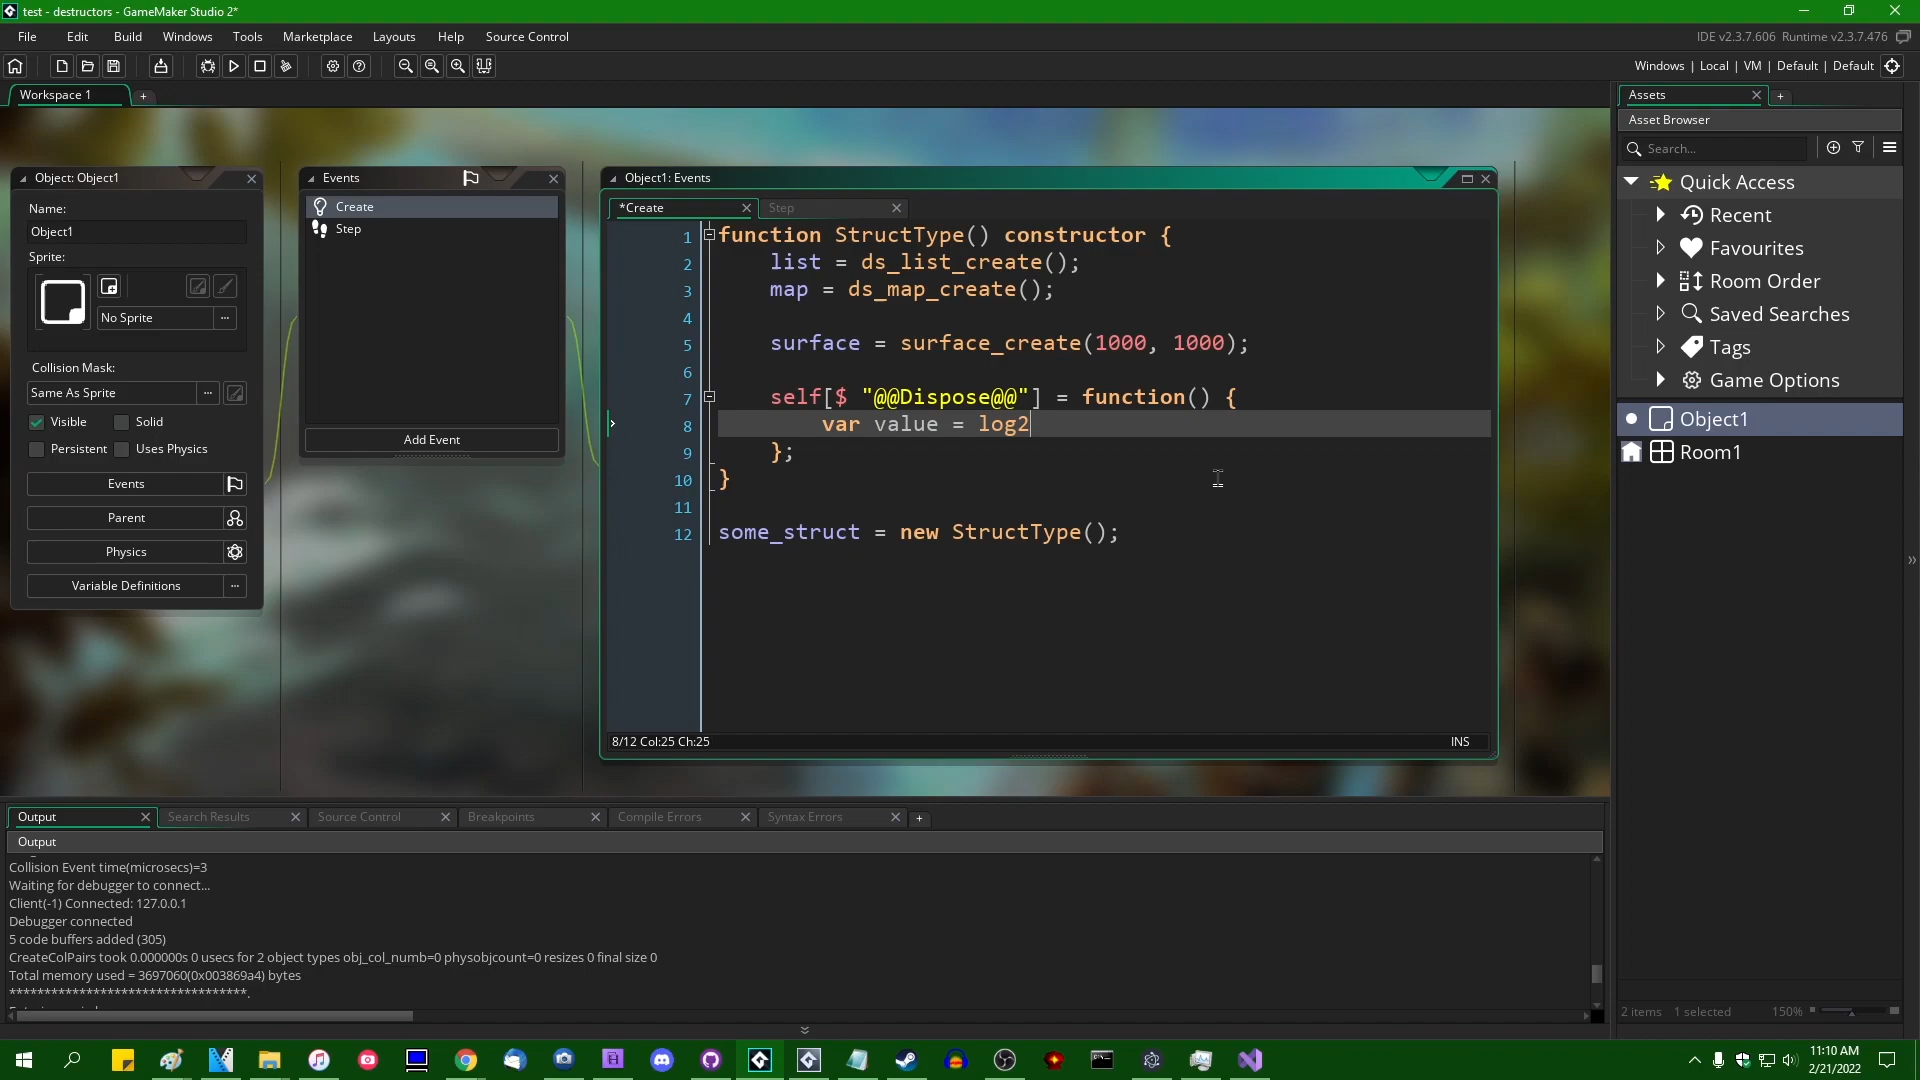 test - destructors - GameMaker Studio 2*
File Edit Build Windows Tools Marketplace Layouts Help Source Control
IDE v2.3.7.606 Runtime v2.3.7.476
Windows | Local | VM | Default | Default
Workspace 1
Assets
Asset Browser
Search...
Quick Access
Recent
Favourites
Room Order
Saved Searches
Tags
Game Options
Object1
Room1
2 items 1 selected 150%
Object: Object1
Name:
Object1
Sprite:
No Sprite
Collision Mask:
Same As Sprite
Visible Solid
Persistent Uses Physics
Events
Parent
Physics
Variable Definitions
Events
Create
Step
Add Event
Object1: Events
*Create Step
1 function StructType() constructor {
2 list = ds_list_create();
3 map = ds_map_create();
4
5 surface = surface_create(1000, 1000);
6
7 self[$ "@@Dispose@@"] = function() {
8 var value = log2
9 };
10 }
11
12 some_struct = new StructType();
8/12 Col:25 Ch:25 INS
Output Search Results Source Control Breakpoints Compile Errors Syntax Errors
Output
Collision Event time(microsecs)=3
Waiting for debugger to connect...
Client(-1) Connected: 127.0.0.1
Debugger connected
5 code buffers added (305)
CreateColPairs took 0.000000s 0 usecs for 2 object types obj_col_numb=0 physobjcount=0 resizes 0 final size 0
Total memory used = 3697060(0x003869a4) bytes
**********************************.
11:10 AM
2/21/2022